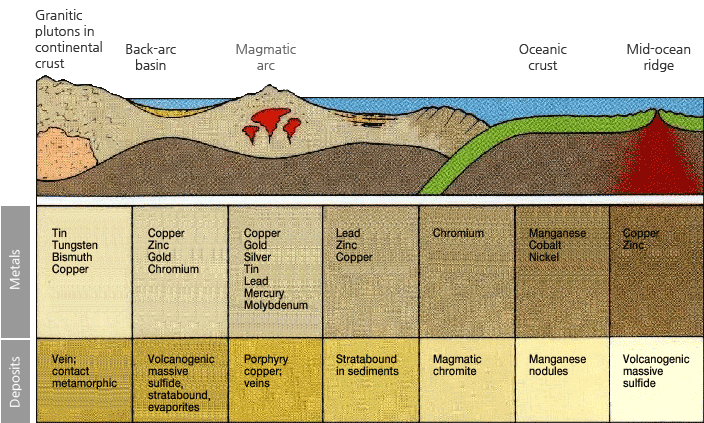 Granitic
plutons in
continental
crust
Back-arc
basin
Magmatic
arc
Oceanic
crust
Mid-ocean
ridge
Metals
Tin
Tungsten
Bismuth
Copper
Copper
Zinc
Gold
Chromium
Copper
Gold
Silver
Tin
Lead
Mercury
Molybdenum
Lead
Zinc
Copper
Chromium
Manganese
Cobalt
Nickel
Copper
Zinc
Deposits
Vein;
contact
metamorphic
Volcanogenic
massive
sulfide,
stratabound,
evaporites
Porphyry
copper;
veins
Stratabound
in sediments
Magmatic
chromite
Manganese
nodules
Volcanogenic
massive
sulfide